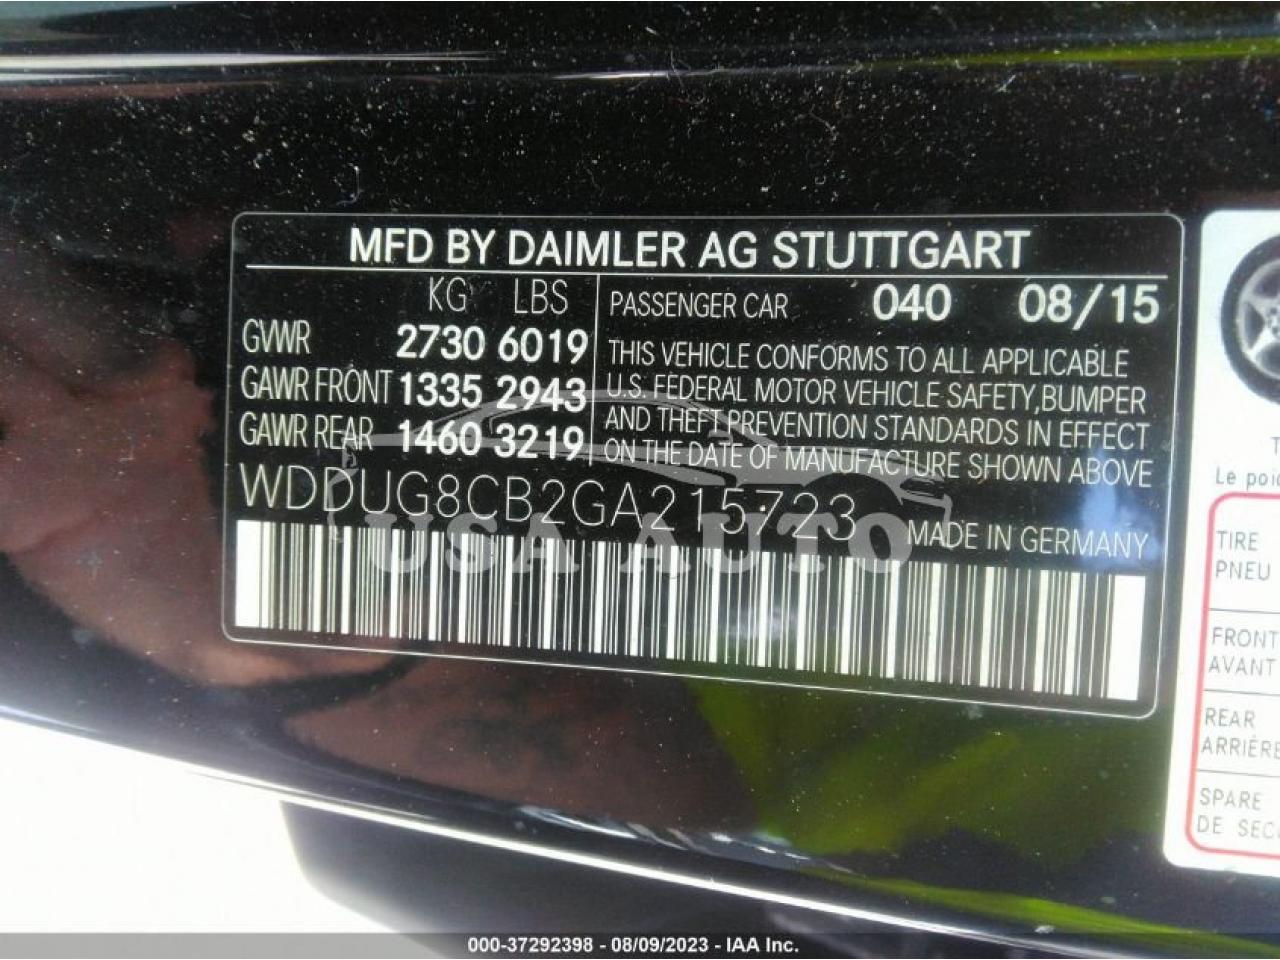 MFD BY DAIMLER AG STUTTGART
KG LBS
GVWR 2730 6019
GAWR FRONT 1335 2943
GAWR REAR 1460 3219
PASSENGER CAR 040 08/15
THIS VEHICLE CONFORMS TO ALL APPLICABLE
U.S. FEDERAL MOTOR VEHICLE SAFETY,BUMPER
AND THEFT PREVENTION STANDARDS IN EFFECT
ON THE DATE OF MANUFACTURE SHOWN ABOVE
WDDUG8CB2GA215723
MADE IN GERMANY
USA AUTO
Le
TIRE
PNEU
FRONT
AVANT
REAR
ARRIÈRE
SPARE
DE
000-37292398 - 08/09/2023 - IAA Inc.